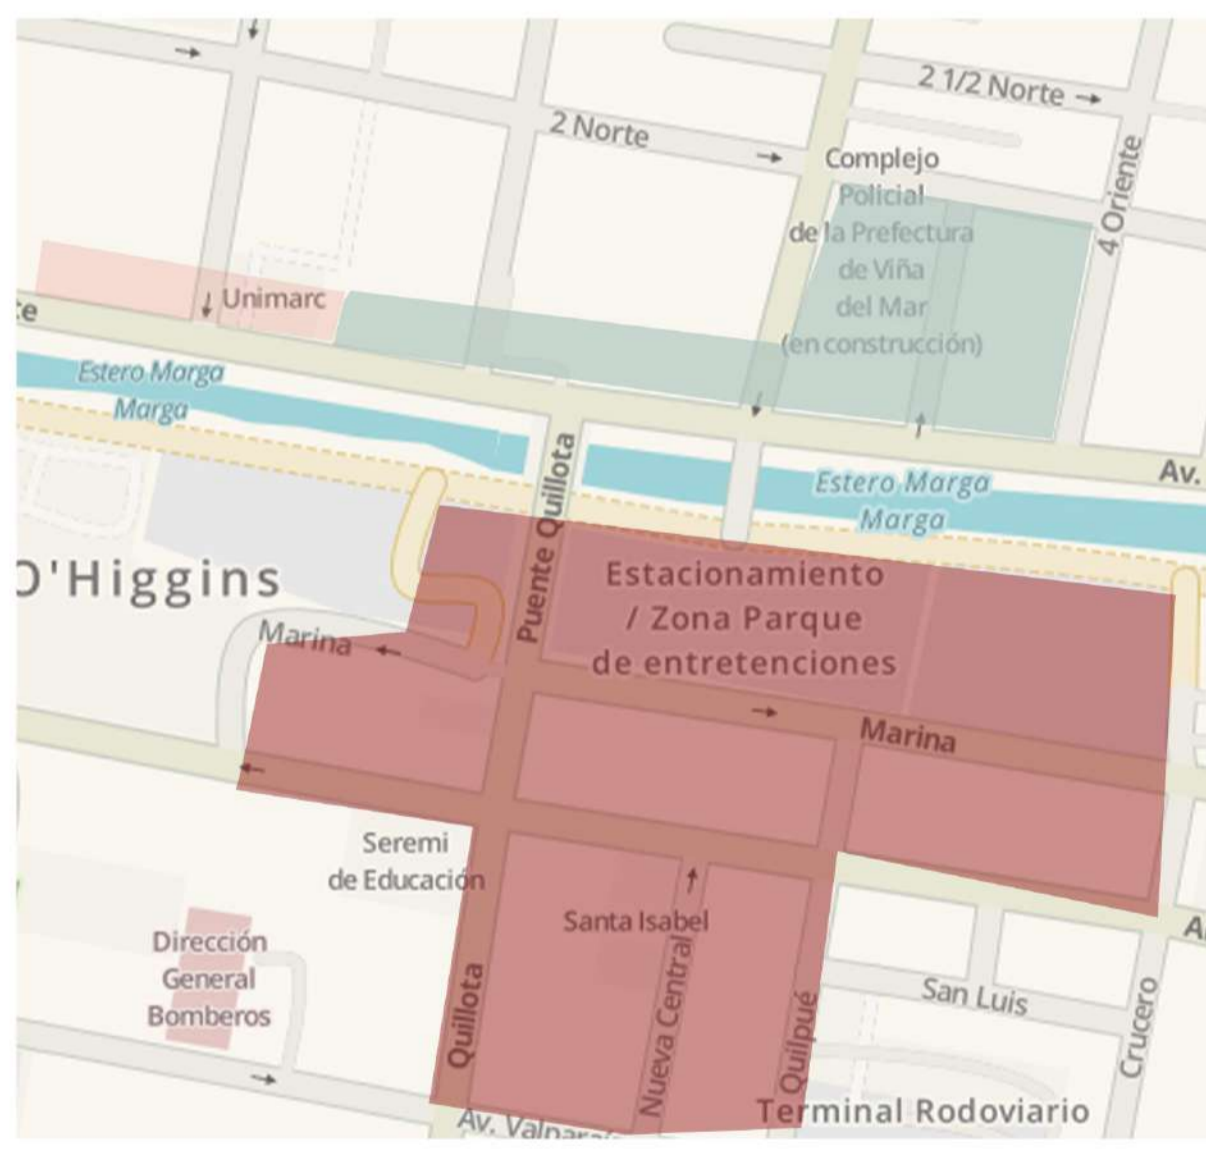 2 1/2 Norte
2 Norte
Complejo
Policial
de la Prefectura
de Viña
del Mar
(en construcción)
4 Oriente
Unimarc
te
Estero Marga
Marga
Av.
Estero Marga
Marga
Puente Quillota
O'Higgins
Estacionamiento
/ Zona Parque
de entretenciones
Marina
Marina
Seremi
de Educación
Santa Isabel
Dirección
General
Bomberos
San Luis
Quillota
Nueva Central
Quilpué
Crucero
Terminal Rodoviario
Av.